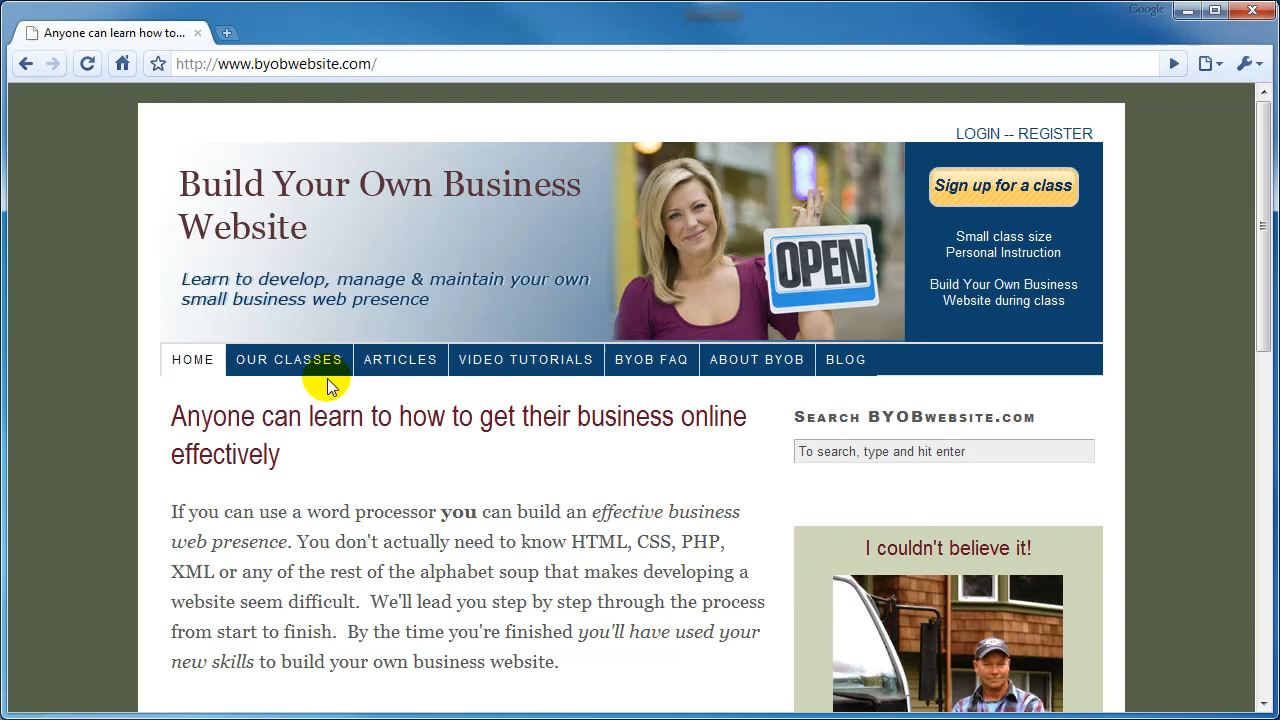 Google
Anyone can learn how to...
http://www.byobwebsite.com/
LOGIN -- REGISTER
Build Your Own Business
Website
Learn to develop, manage & maintain your own
small business web presence
OPEN
Sign up for a class
Small class size
Personal Instruction
Build Your Own Business
Website during class
HOME OUR CLASSES ARTICLES VIDEO TUTORIALS BYOB FAQ ABOUT BYOB BLOG
Anyone can learn to how to get their business online
effectively
If you can use a word processor you can build an effective business
web presence. You don't actually need to know HTML, CSS, PHP,
XML or any of the rest of the alphabet soup that makes developing a
website seem difficult. We'll lead you step by step through the process
from start to finish. By the time you're finished you'll have used your
new skills to build your own business website.
Search BYOBwebsite.com
To search, type and hit enter
I couldn't believe it!